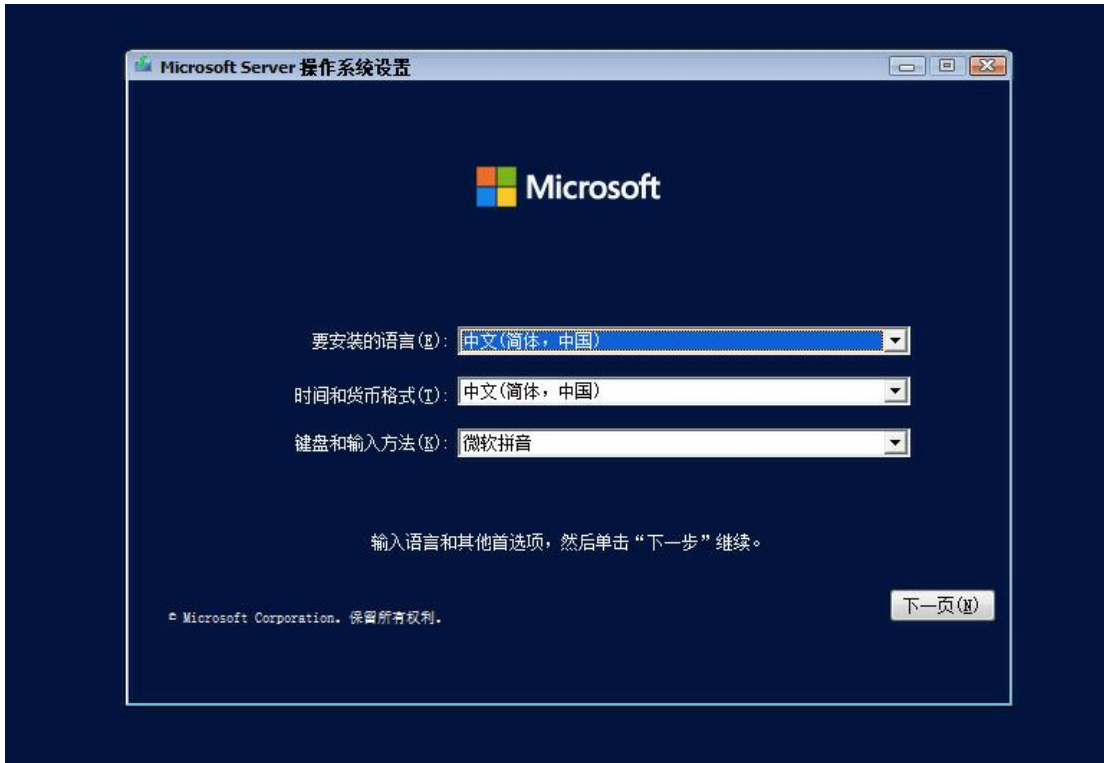 Microsoft Server 操作系统设置
Microsoft
要安装的语言(E): 中文(简体，中国)
时间和货币格式(T): 中文(简体，中国)
键盘和输入方法(K): 微软拼音
输入语言和其他首选项，然后单击“下一步”继续。
下一页(N)
© Microsoft Corporation. 保留所有权利。